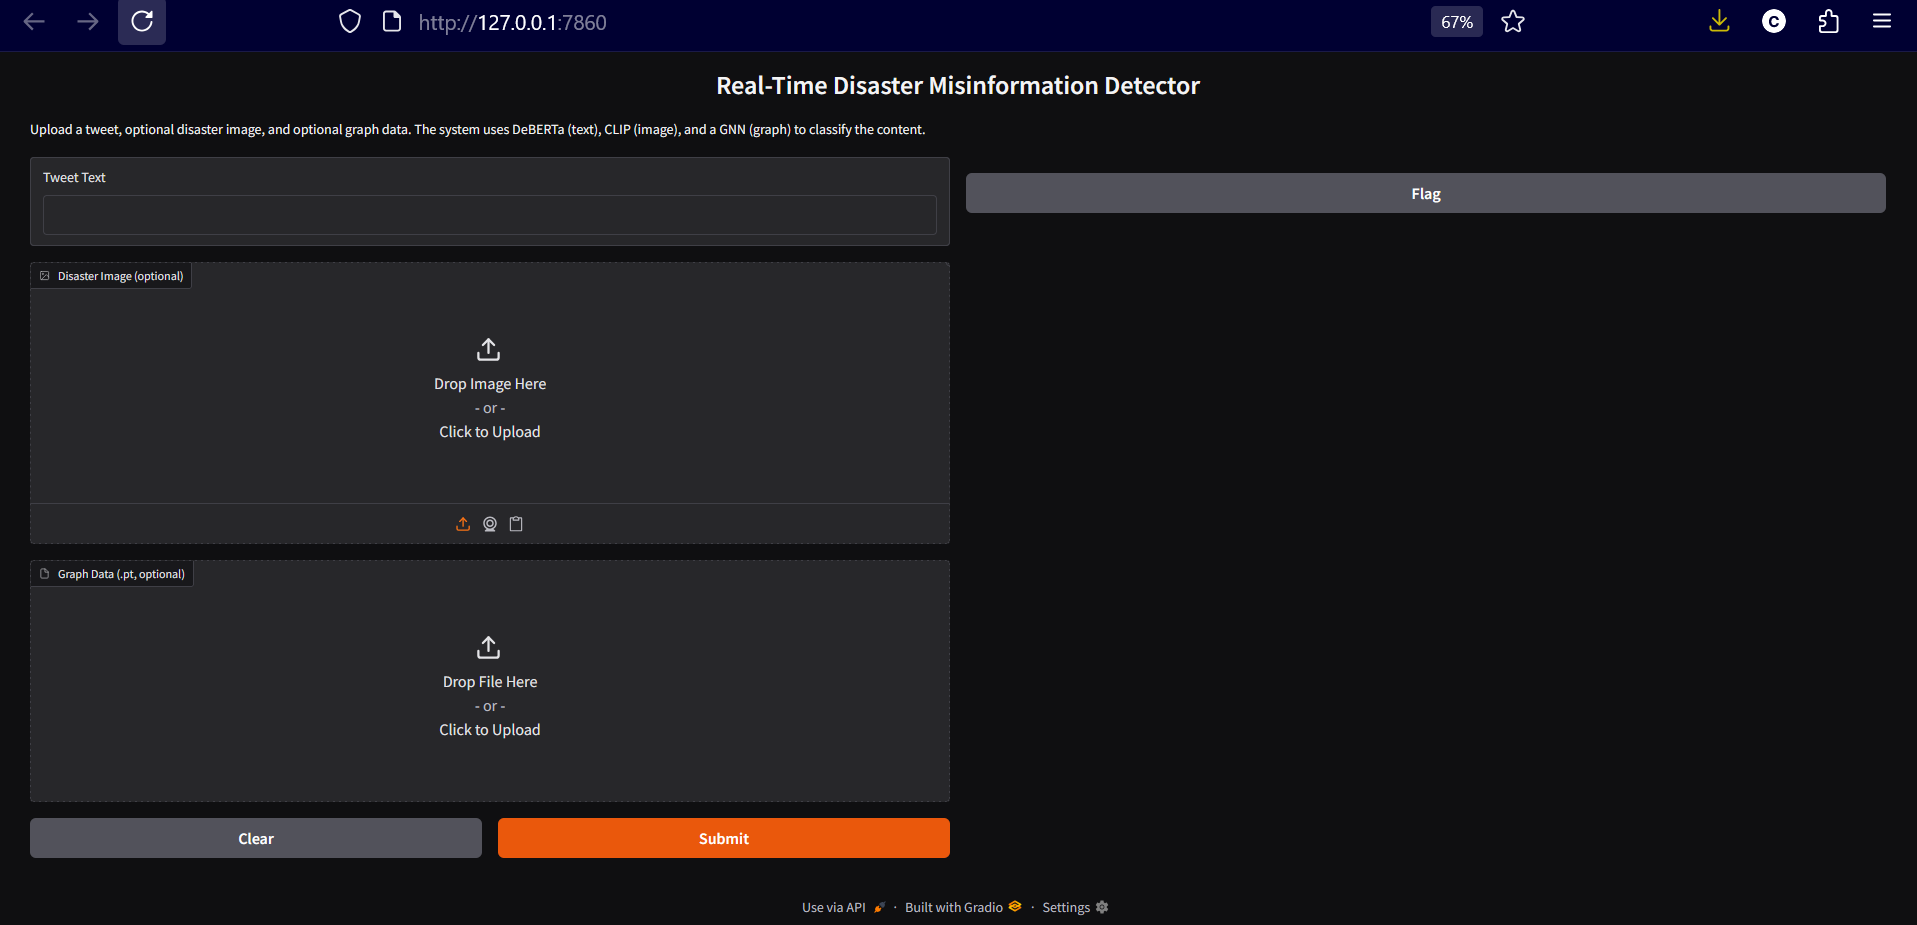 http://127.0.0.1:7860
67%
C
Real-Time Disaster Misinformation Detector
Upload a tweet, optional disaster image, and optional graph data. The system uses DeBERTa (text), CLIP (image), and a GNN (graph) to classify the content.
Tweet Text
Flag
Disaster Image (optional)
Drop Image Here
- or -
Click to Upload
Graph Data (.pt, optional)
Drop File Here
- or -
Click to Upload
Clear
Submit
Use via API · Built with Gradio · Settings